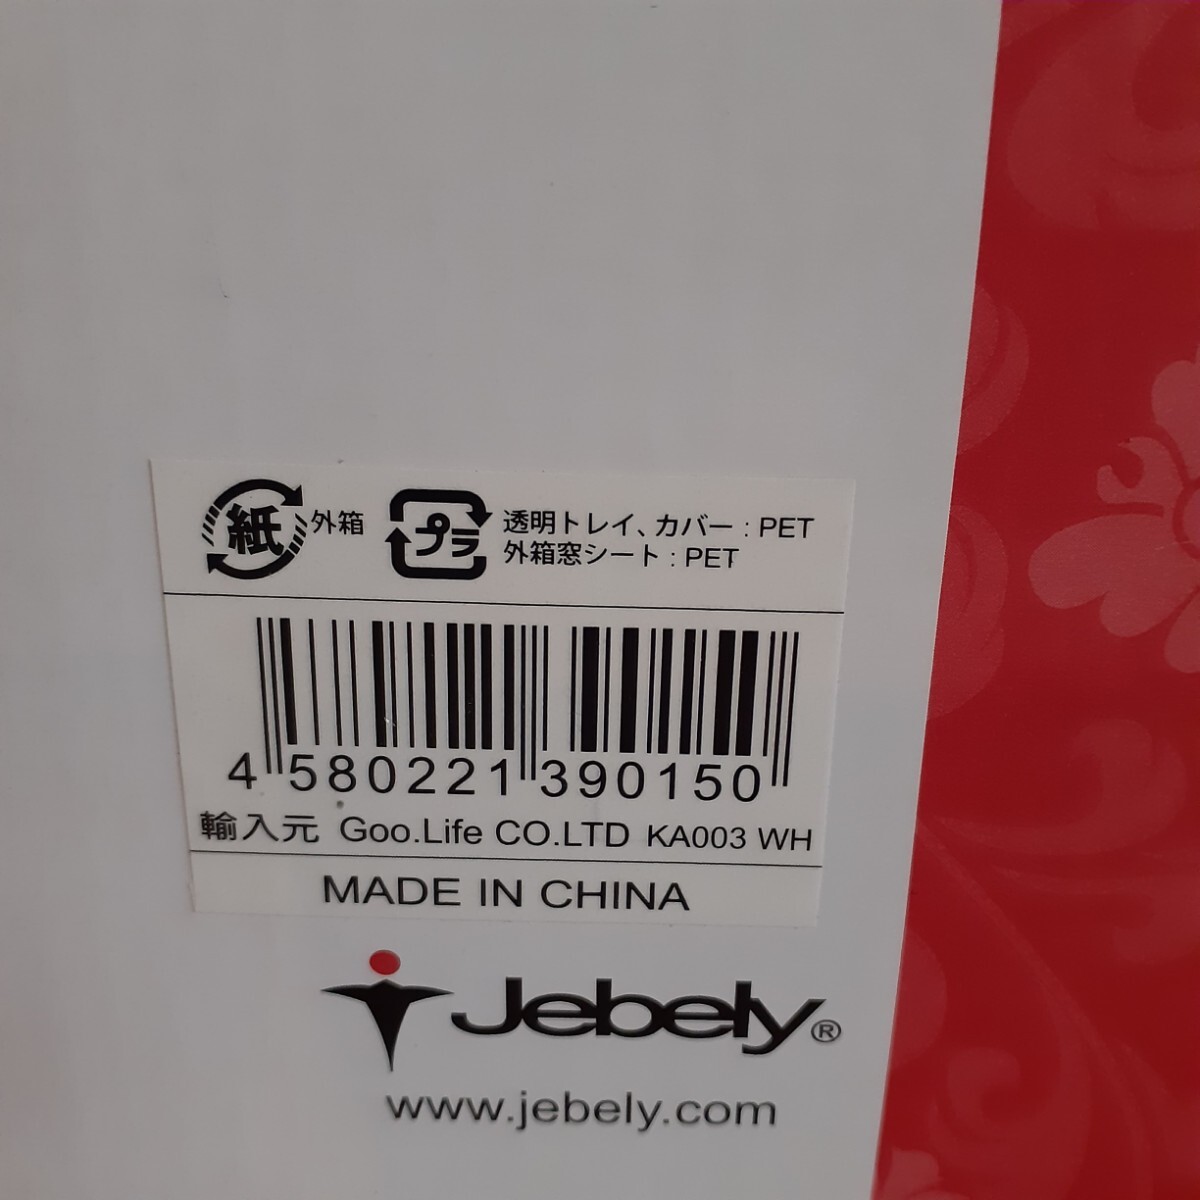 紙 外箱 プラ 透明トレイ、カバー : PET
外箱窓シート : PET
4 580221 390150
輸入元 Goo.Life CO.LTD KA003 WH
MADE IN CHINA
Jebely®
www.jebely.com